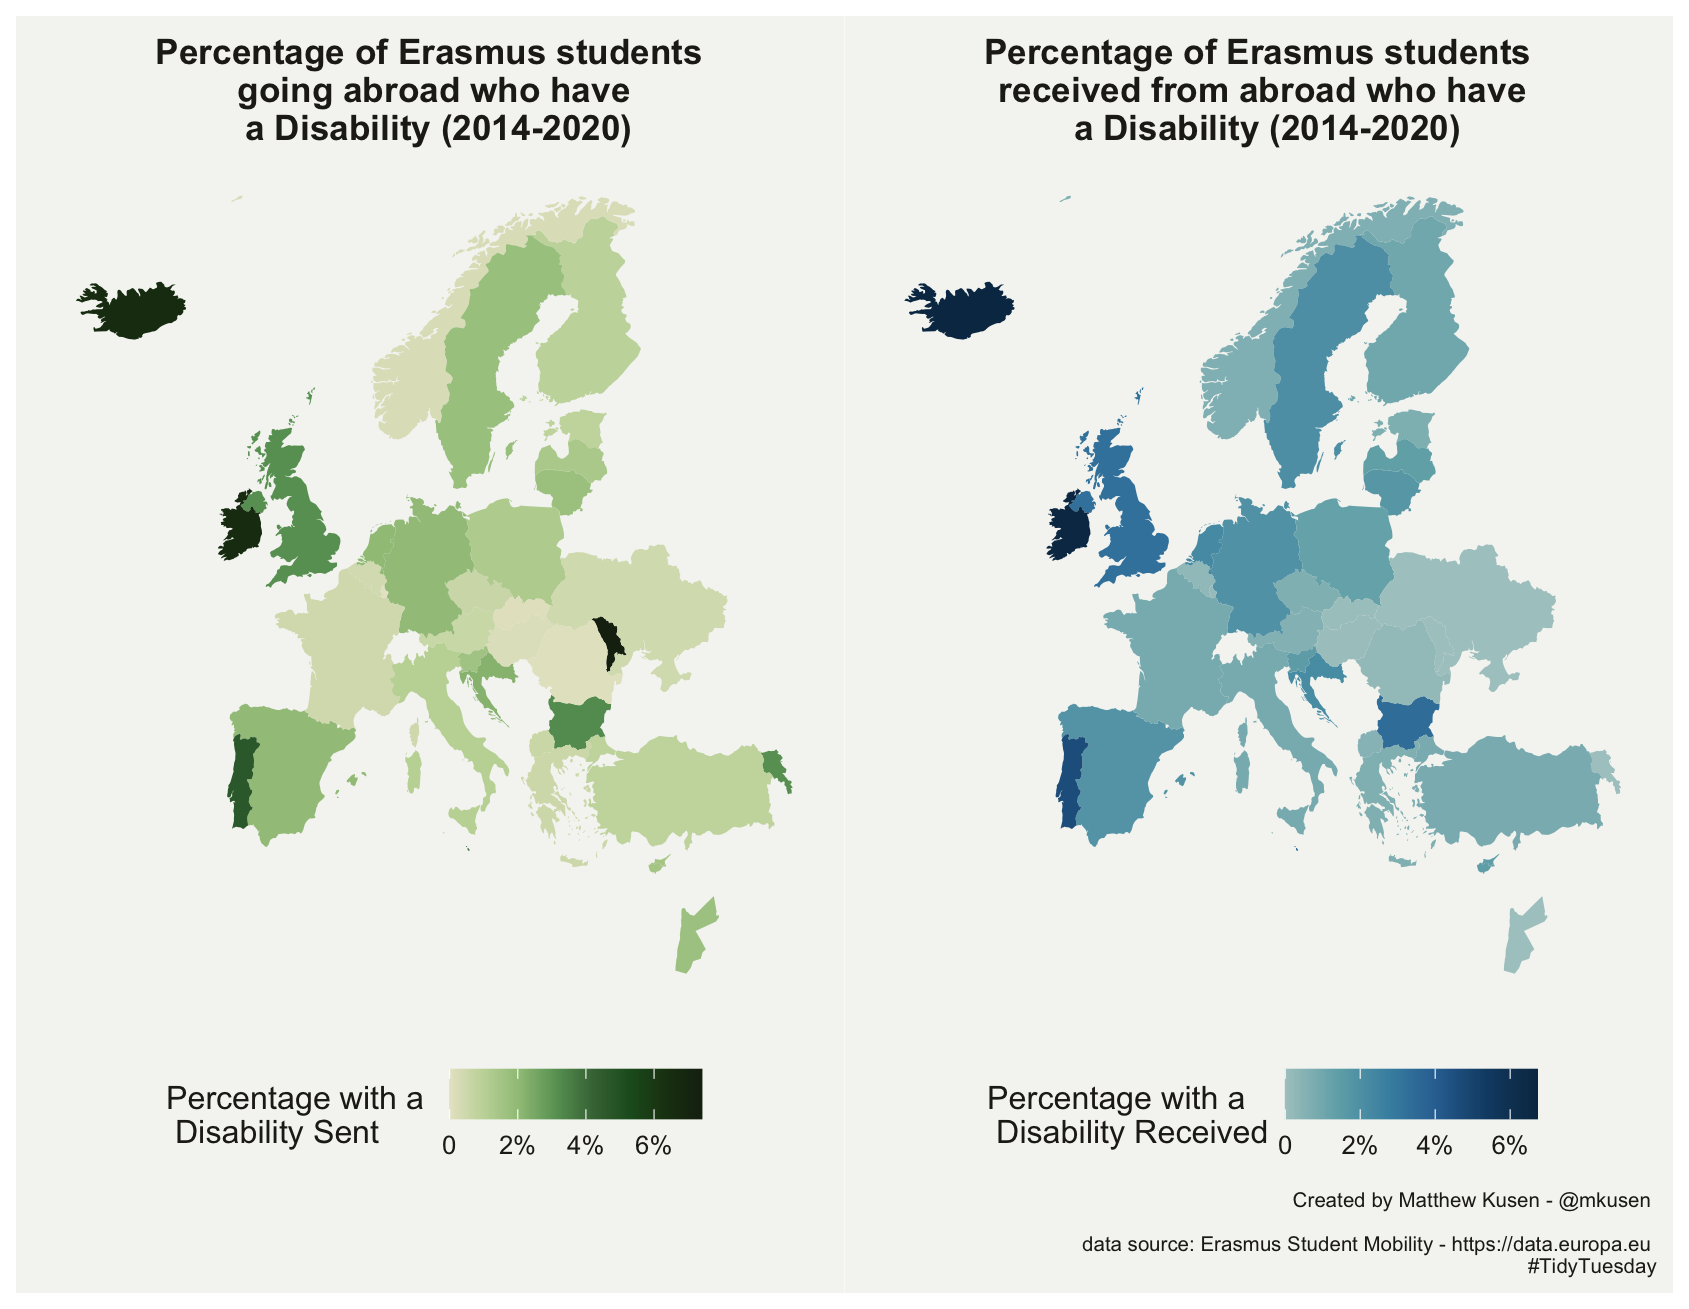 Percentage of Erasmus students
going abroad who have
a Disability (2014-2020)
Percentage of Erasmus students
received from abroad who have
a Disability (2014-2020)
Percentage with a
Disability Sent
0 2% 4% 6%
Percentage with a
Disability Received
0 2% 4% 6%
Created by Matthew Kusen - @mkusen
data source: Erasmus Student Mobility - https://data.europa.eu
#TidyTuesday